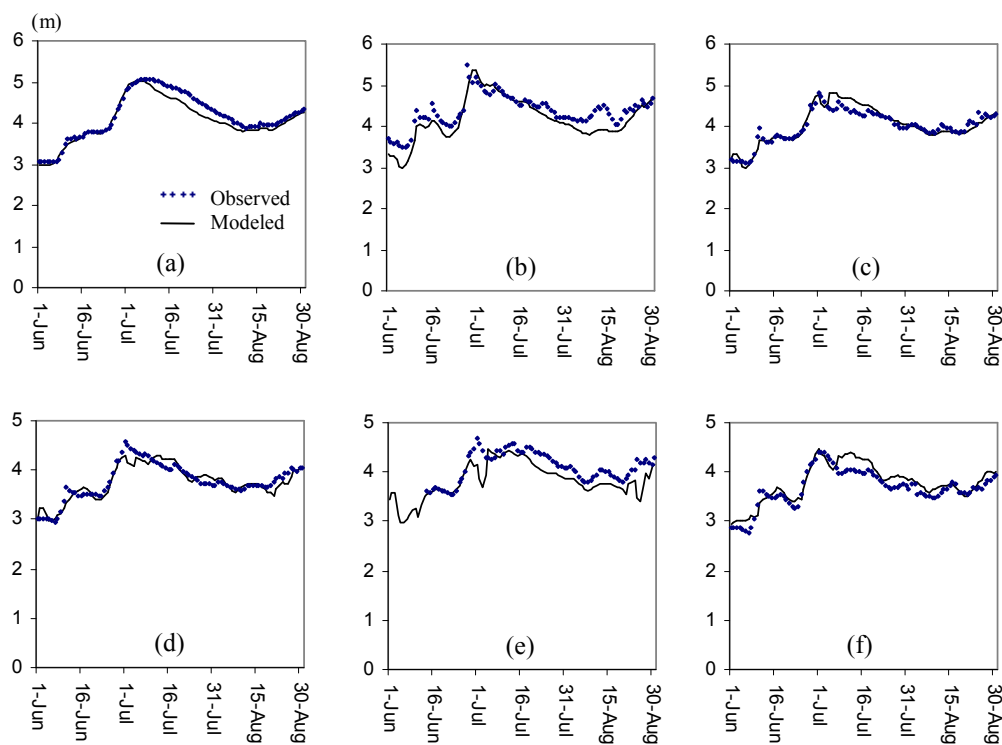 (m)
6
5
4
3
2
1
0
Observed
Modeled
(a)
1-Jun
16-Jun
1-Jul
16-Jul
31-Jul
15-Aug
30-Aug
6
5
4
3
2
1
0
(b)
1-Jun
16-Jun
1-Jul
16-Jul
31-Jul
15-Aug
30-Aug
6
5
4
3
2
1
0
(c)
1-Jun
16-Jun
1-Jul
16-Jul
31-Jul
15-Aug
30-Aug
5
4
3
2
1
0
(d)
1-Jun
16-Jun
1-Jul
16-Jul
31-Jul
15-Aug
30-Aug
5
4
3
2
1
0
(e)
1-Jun
16-Jun
1-Jul
16-Jul
31-Jul
15-Aug
30-Aug
5
4
3
2
1
0
(f)
1-Jun
16-Jun
1-Jul
16-Jul
31-Jul
15-Aug
30-Aug